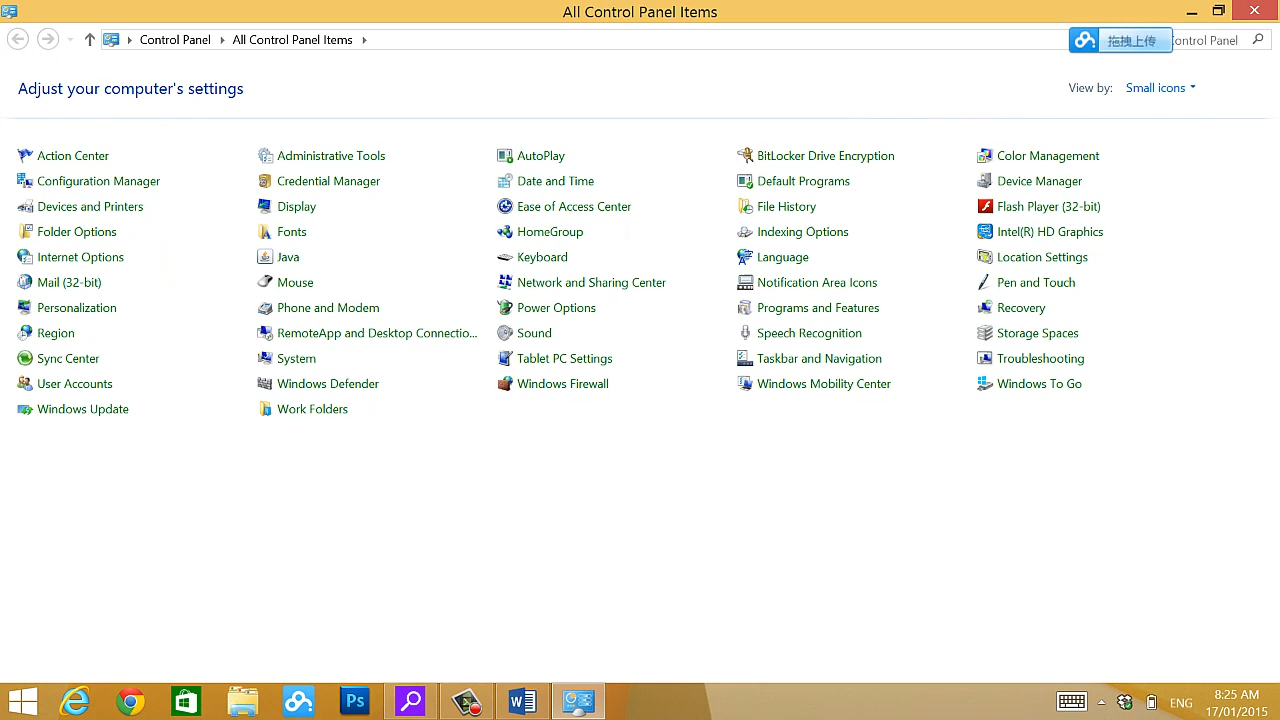 All Control Panel Items
Control Panel All Control Panel Items
拖拽上传 ontrol Panel
Adjust your computer's settings
View by: Small icons
Action Center Administrative Tools AutoPlay BitLocker Drive Encryption Color Management
Configuration Manager Credential Manager Date and Time Default Programs Device Manager
Devices and Printers Display Ease of Access Center File History Flash Player (32-bit)
Folder Options Fonts HomeGroup Indexing Options Intel(R) HD Graphics
Internet Options Java Keyboard Language Location Settings
Mail (32-bit) Mouse Network and Sharing Center Notification Area Icons Pen and Touch
Personalization Phone and Modem Power Options Programs and Features Recovery
Region RemoteApp and Desktop Connectio... Sound Speech Recognition Storage Spaces
Sync Center System Tablet PC Settings Taskbar and Navigation Troubleshooting
User Accounts Windows Defender Windows Firewall Windows Mobility Center Windows To Go
Windows Update Work Folders
Ps
ENG
8:25 AM
17/01/2015